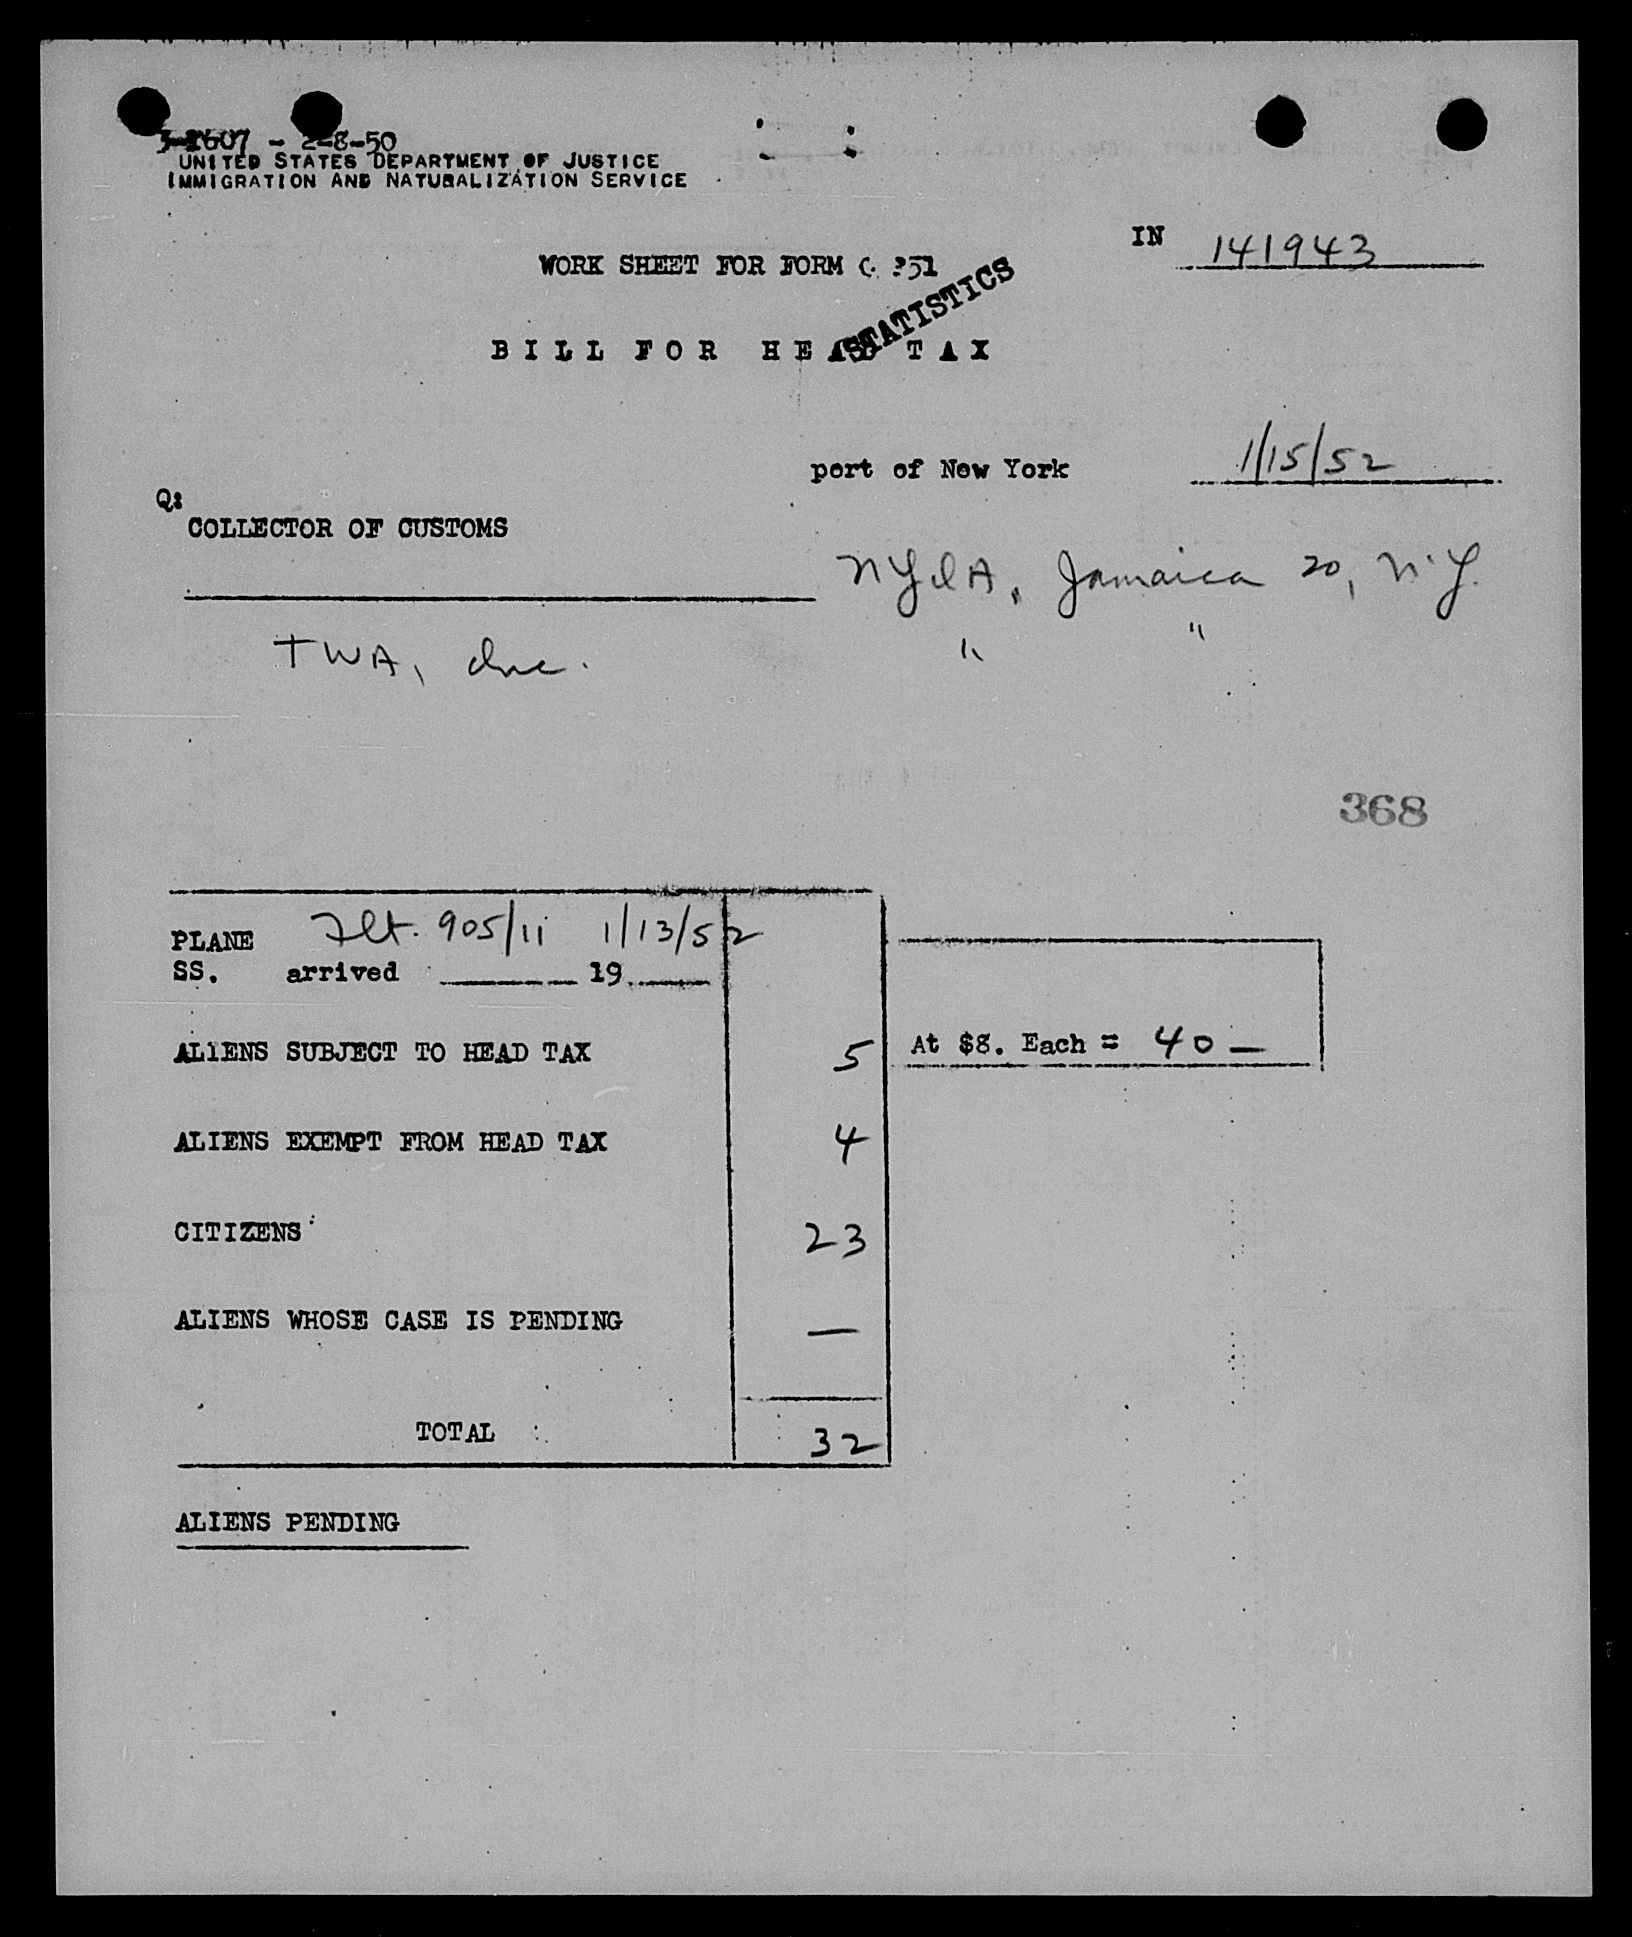 - 2-8-50
UNITED STATES DEPARTMENT OF JUSTICE
IMMIGRATION AND NATURALIZATION SERVICE
IN 141943
WORK SHEET FOR FORM 351
STATISTICS
BILL FOR HEAD TAX
port of New York 1/15/52
Q:
COLLECTOR OF CUSTOMS
NYIA, Jamaica 20, N.Y.
TWA, Inc. " "
368
PLANE Flt. 905/11 1/13/52
SS. arrived 19
ALIENS SUBJECT TO HEAD TAX 5 At $8. Each = 40 —
ALIENS EXEMPT FROM HEAD TAX 4
CITIZENS 23
ALIENS WHOSE CASE IS PENDING —
TOTAL 32
ALIENS PENDING